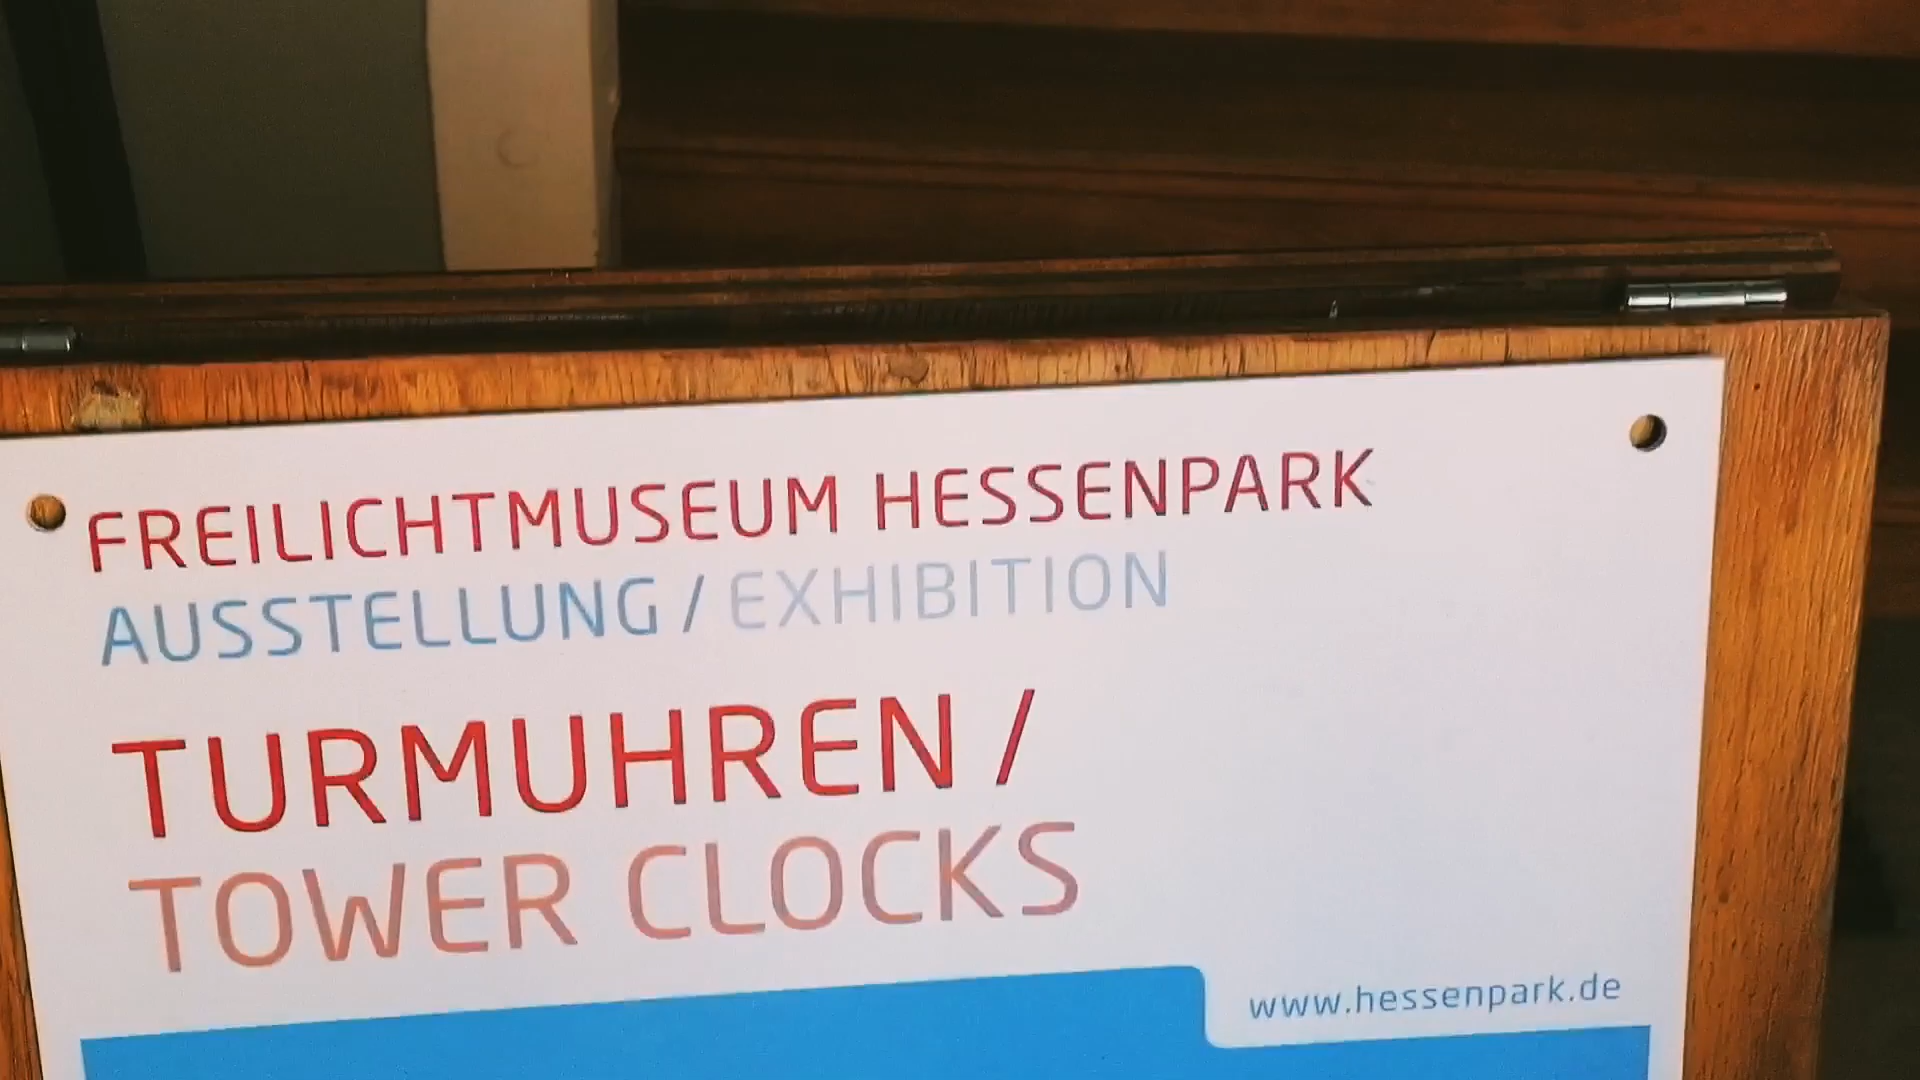 FREILICHTMUSEUM HESSENPARK
AUSSTELLUNG / EXHIBITION
TURMUHREN /
TOWER CLOCKS
www.hessenpark.de